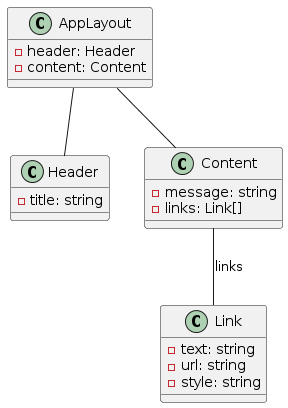 C AppLayout
header: Header
content: Content
C Header
title: string
C Content
message: string
links: Link[]
links
C Link
text: string
url: string
style: string